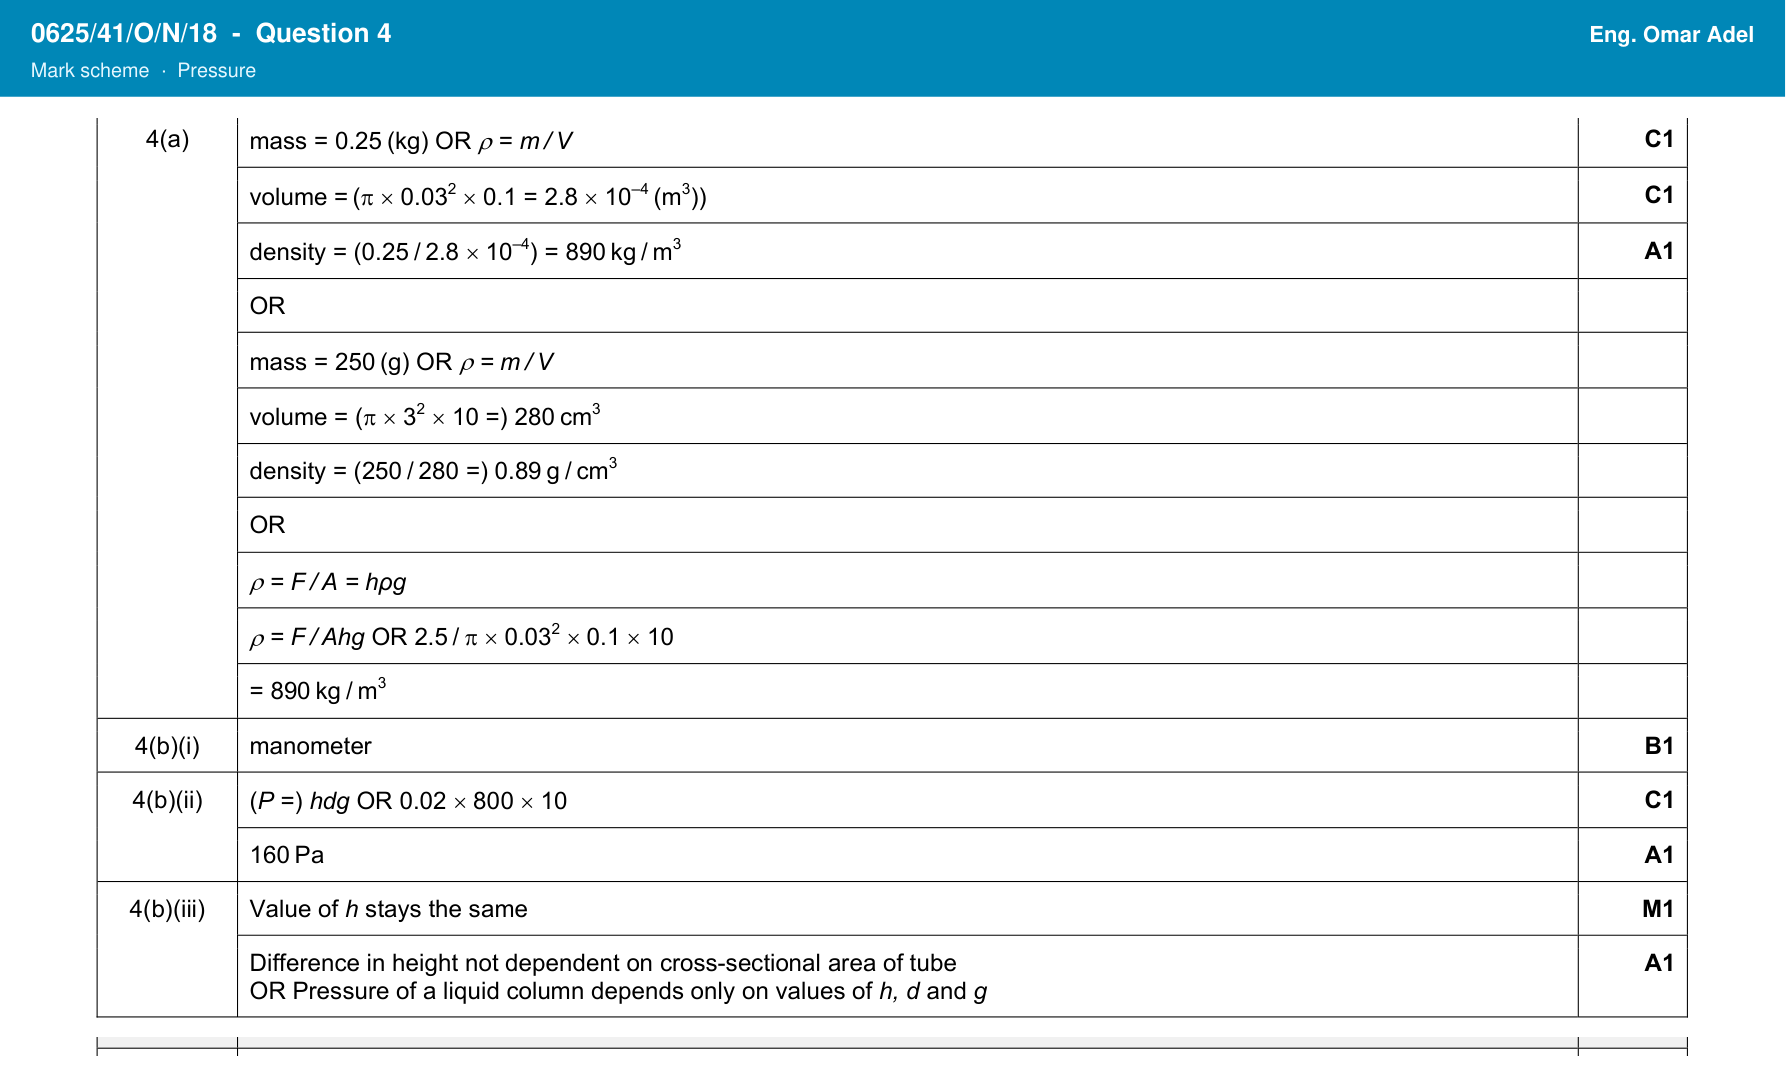 0625/41/O/N/18 - Question 4
Eng. Omar Adel
Mark scheme · Pressure
4(a) mass = 0.25 (kg) OR ρ = m / V C1
volume = (π × 0.03² × 0.1 = 2.8 × 10⁻⁴ (m³)) C1
density = (0.25 / 2.8 × 10⁻⁴) = 890 kg / m³ A1
OR
mass = 250 (g) OR ρ = m / V
volume = (π × 3² × 10 =) 280 cm³
density = (250 / 280 =) 0.89 g / cm³
OR
ρ = F / A = hρg
ρ = F / Ahg OR 2.5 / π × 0.03² × 0.1 × 10
= 890 kg / m³
4(b)(i) manometer B1
4(b)(ii) (P =) hdg OR 0.02 × 800 × 10 C1
160 Pa A1
4(b)(iii) Value of h stays the same M1
Difference in height not dependent on cross-sectional area of tube A1
OR Pressure of a liquid column depends only on values of h, d and g